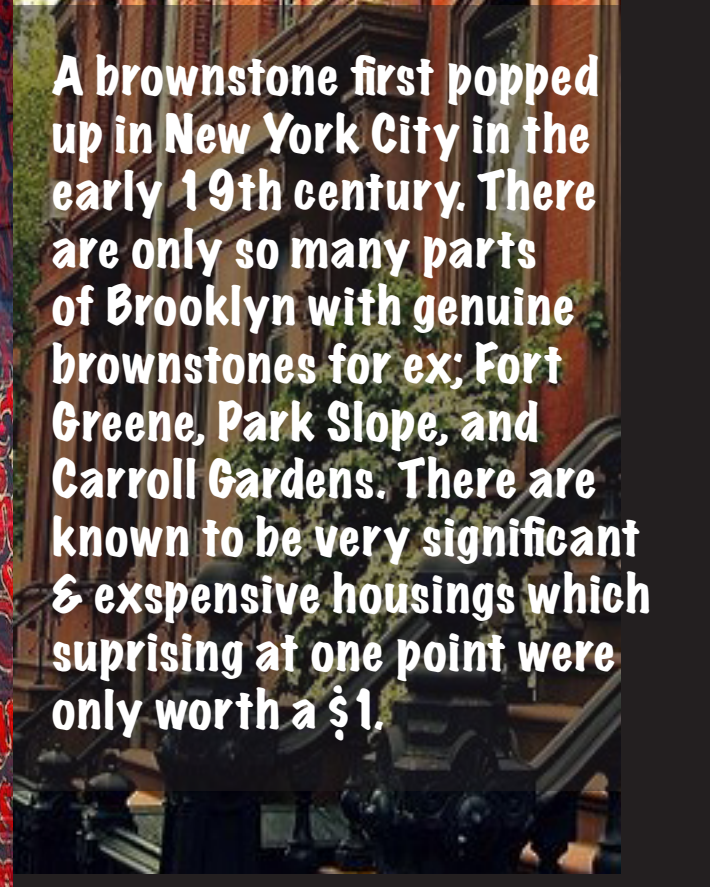 A brownstone first popped
up in New York City in the
early 19th century. There
are only so many parts
of Brooklyn with genuine
brownstones for ex; Fort
Greene, Park Slope, and
Carroll Gardens. There are
known to be very significant
& exspensive housings which
suprising at one point were
only worth a $1.